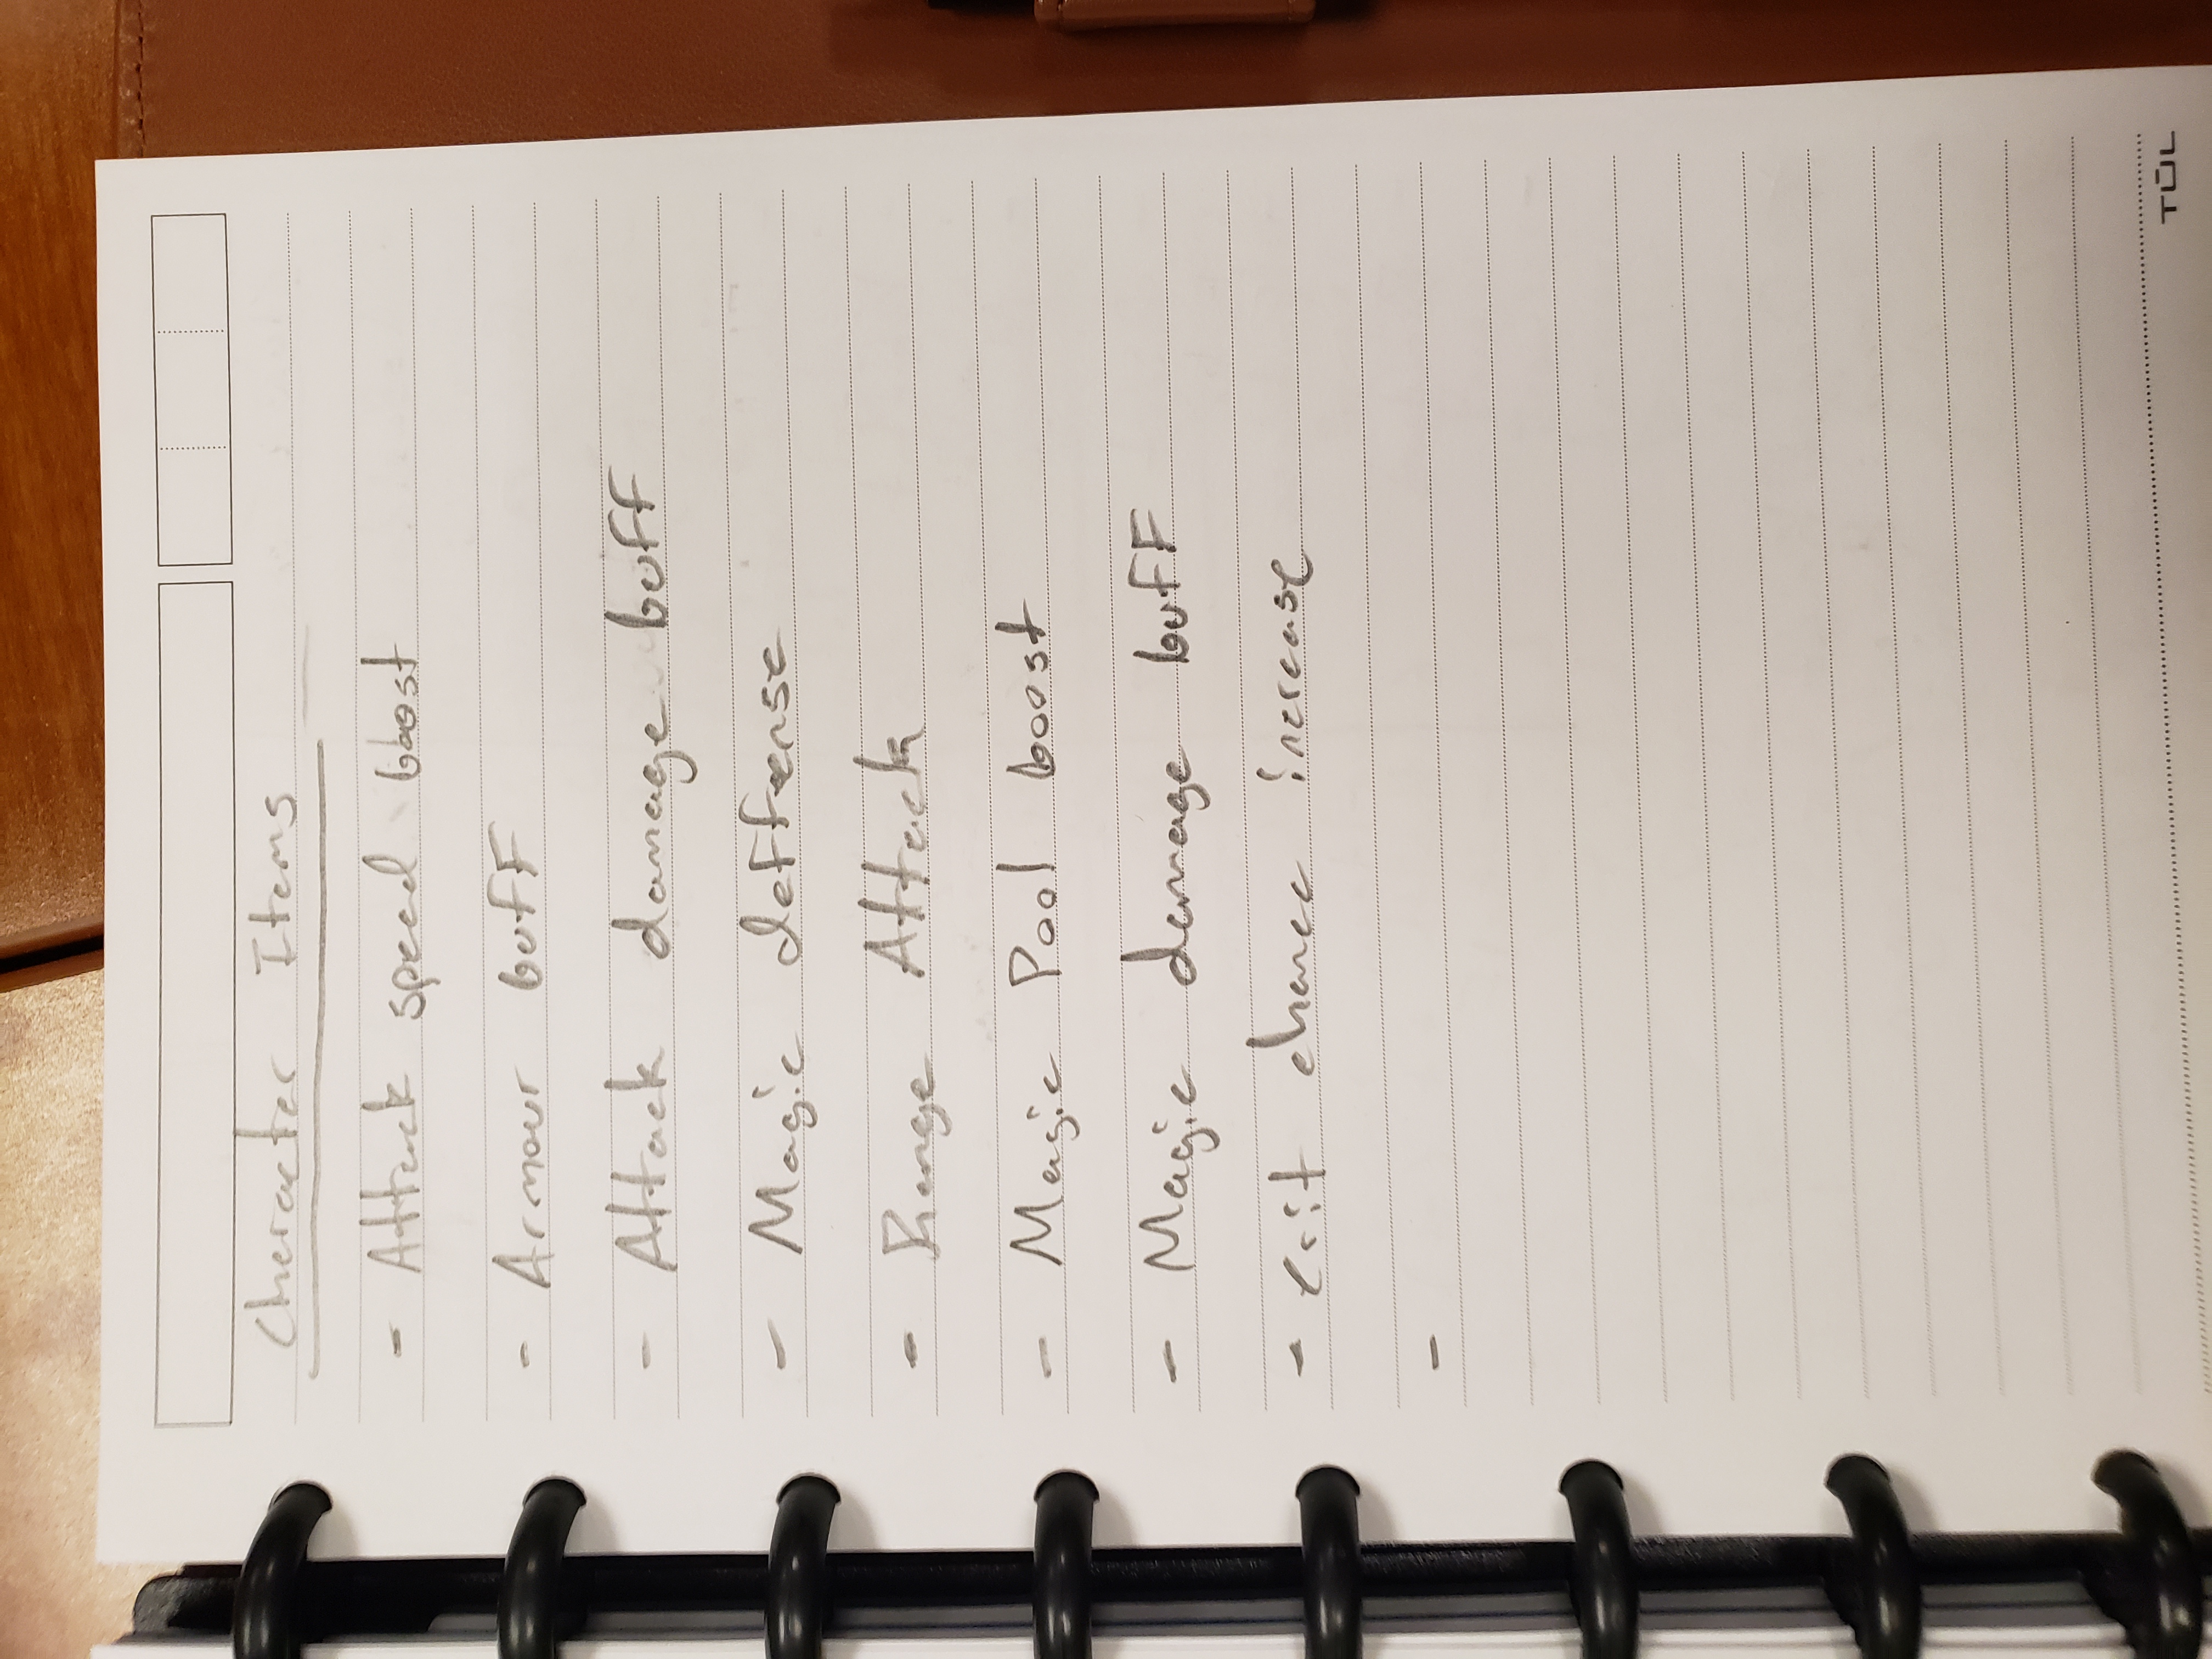 Character Items
- Attack speed boost
- Armour buff
- Attack damage buff
- Magic deffense
- Range Attack
- Magic Pool boost
- Magic damage buff
- crit chance increase
-
TŪL